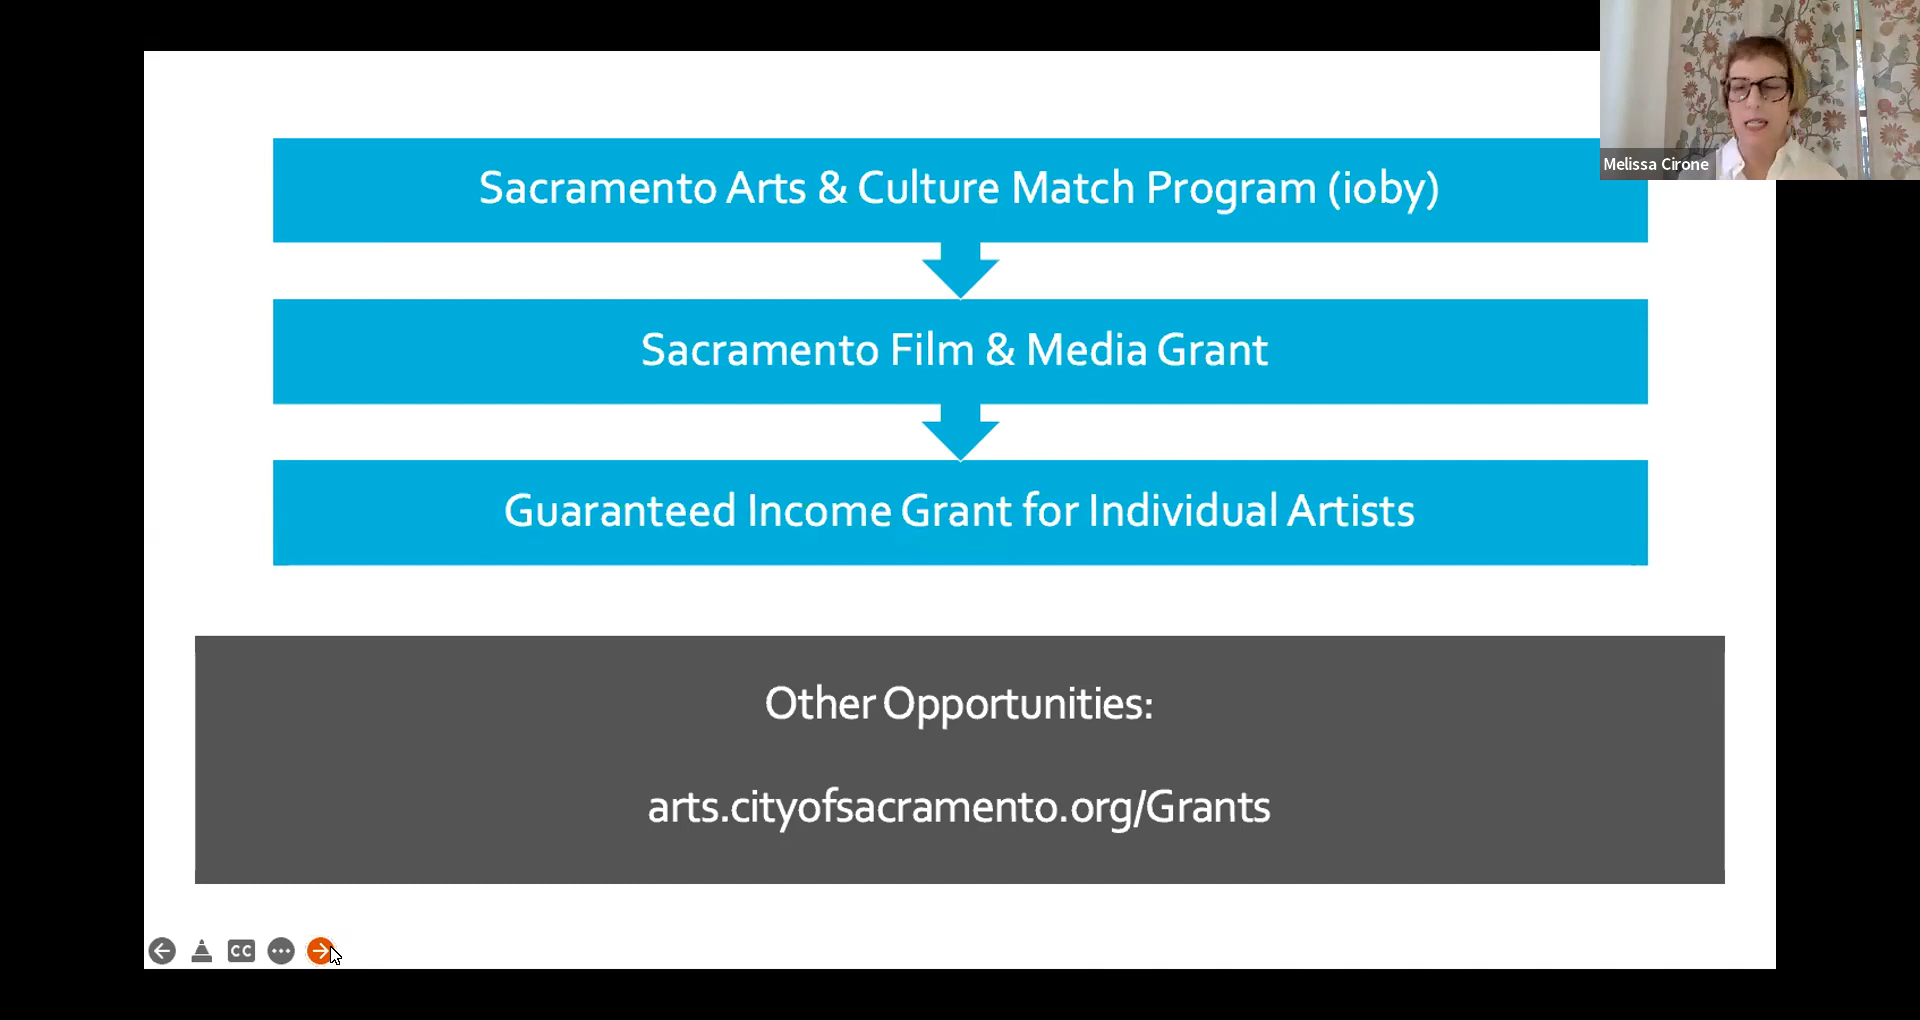 Sacramento Arts & Culture Match Program (ioby)
Melissa Cirone
Sacramento Film & Media Grant
Guaranteed Income Grant for Individual Artists
Other Opportunities:
arts.cityofsacramento.org/Grants
CC